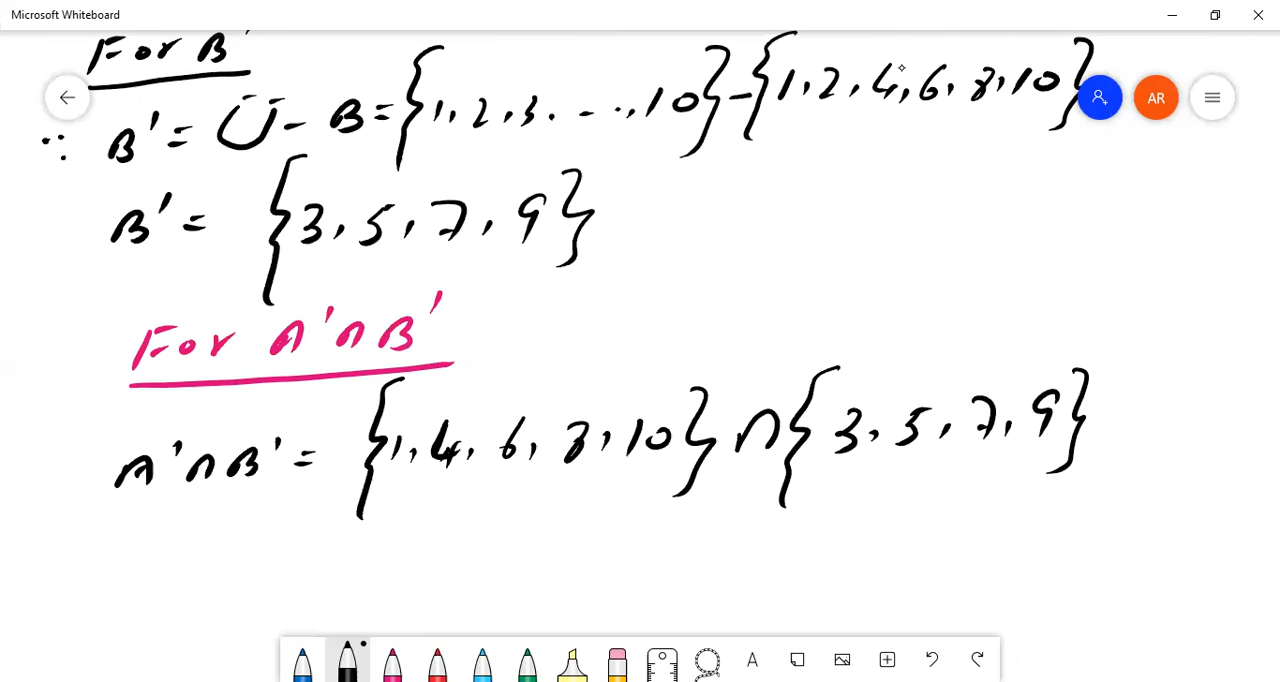 Microsoft Whiteboard
For B'
∴ B' = U - B = {1, 2, 3. - .., 10} - {1, 2, 4, 6, 8, 10}
AR
B' = {3, 5, 7, 9}
For A'∩B'
A'∩B' = {1, 4, 6, 8, 10} ∩ {3, 5, 7, 9}
A